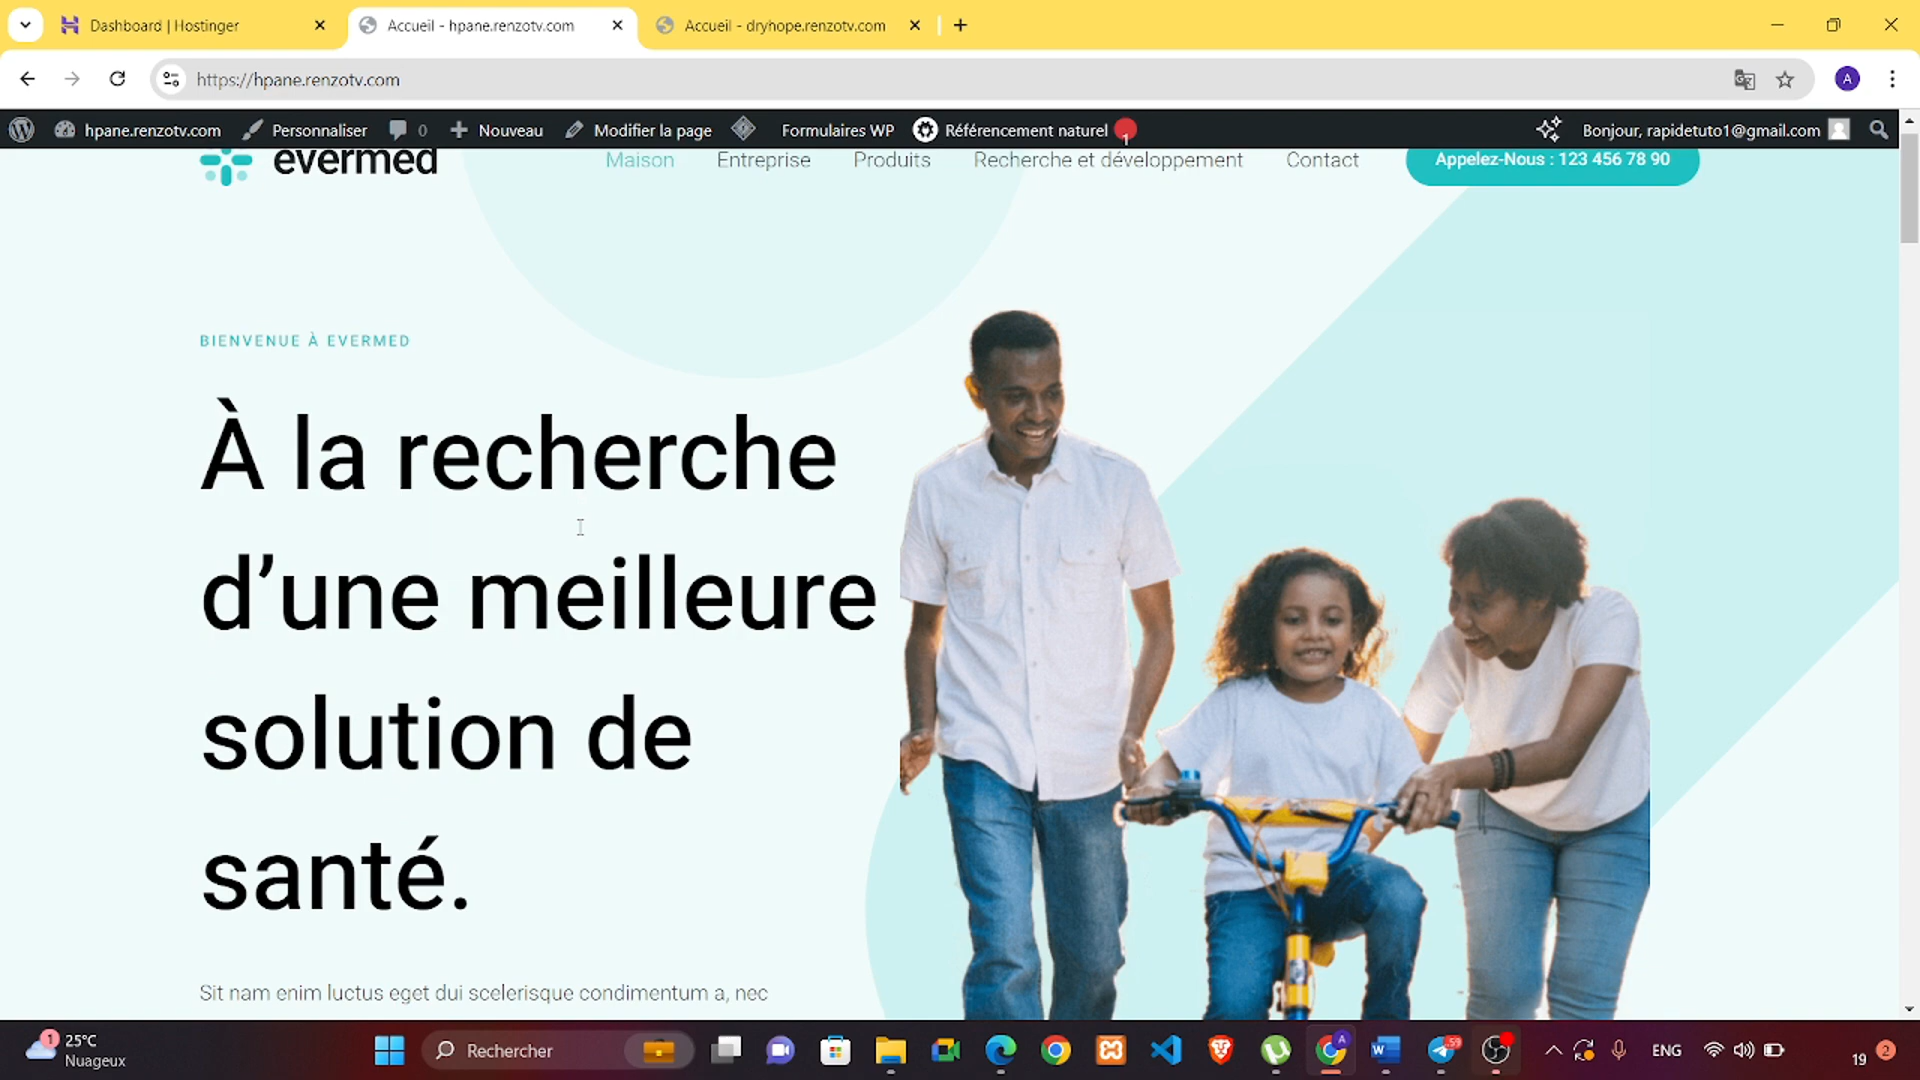 Dashboard | Hostinger
Accueil - hpane.renzotv.com
Accueil - dryhope.renzotv.com
https://hpane.renzotv.com
A
hpane.renzotv.com
Personnaliser
0
Nouveau
Modifier la page
Formulaires WP
Référencement naturel
1
Bonjour, rapidetuto1@gmail.com
evermed
Maison
Entreprise
Produits
Recherche et développement
Contact
Appelez-Nous : 123 456 78 90
BIENVENUE À EVERMED
À la recherche
d’une meilleure
solution de
santé.
Sit nam enim luctus eget dui scelerisque condimentum a, nec
1
25°C
Nuageux
Rechercher
A
W
59
ENG
19
2